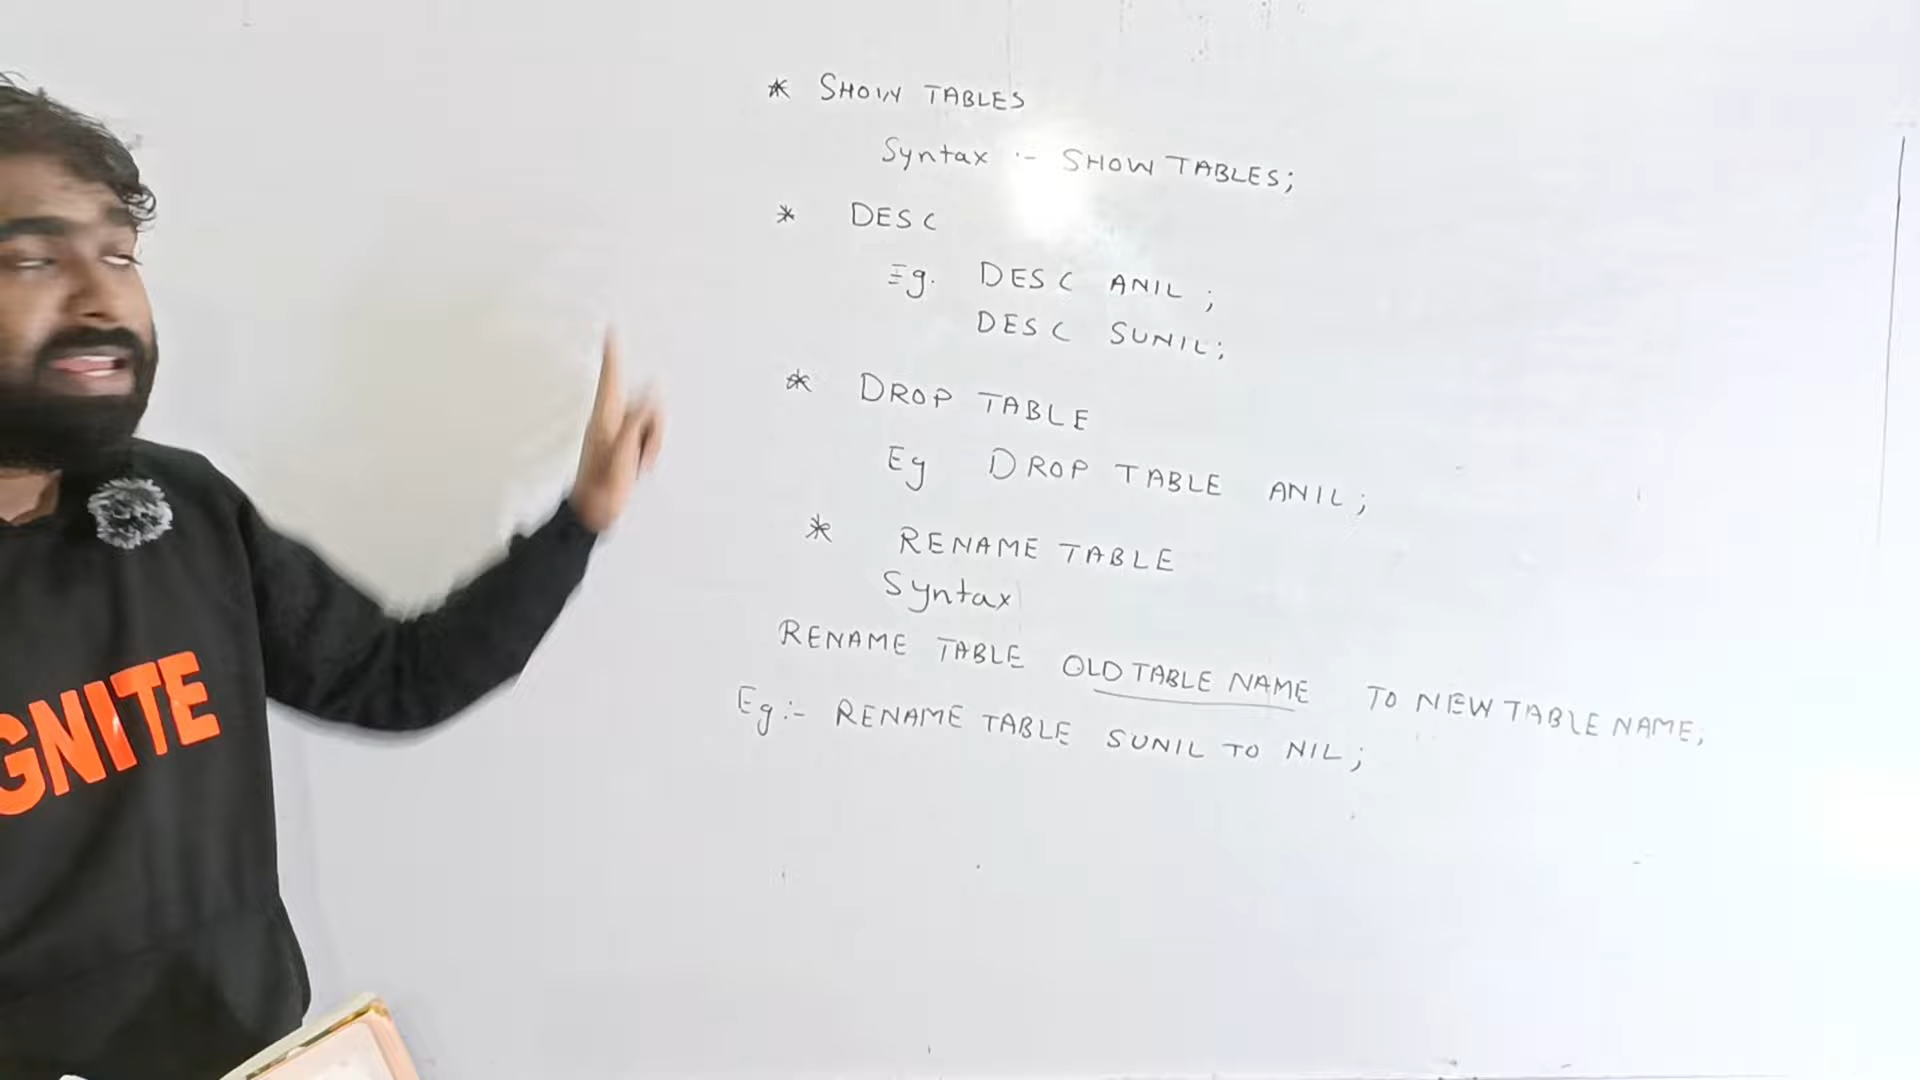 * SHOW TABLES
Syntax :- SHOW TABLES;
* DESC
Eg. DESC ANIL ;
DESC SUNIL;
* DROP TABLE
Eg DROP TABLE ANIL;
* RENAME TABLE
Syntax
RENAME TABLE OLD TABLE NAME TO NEW TABLE NAME;
Eg:- RENAME TABLE SUNIL TO NIL;
GNITE